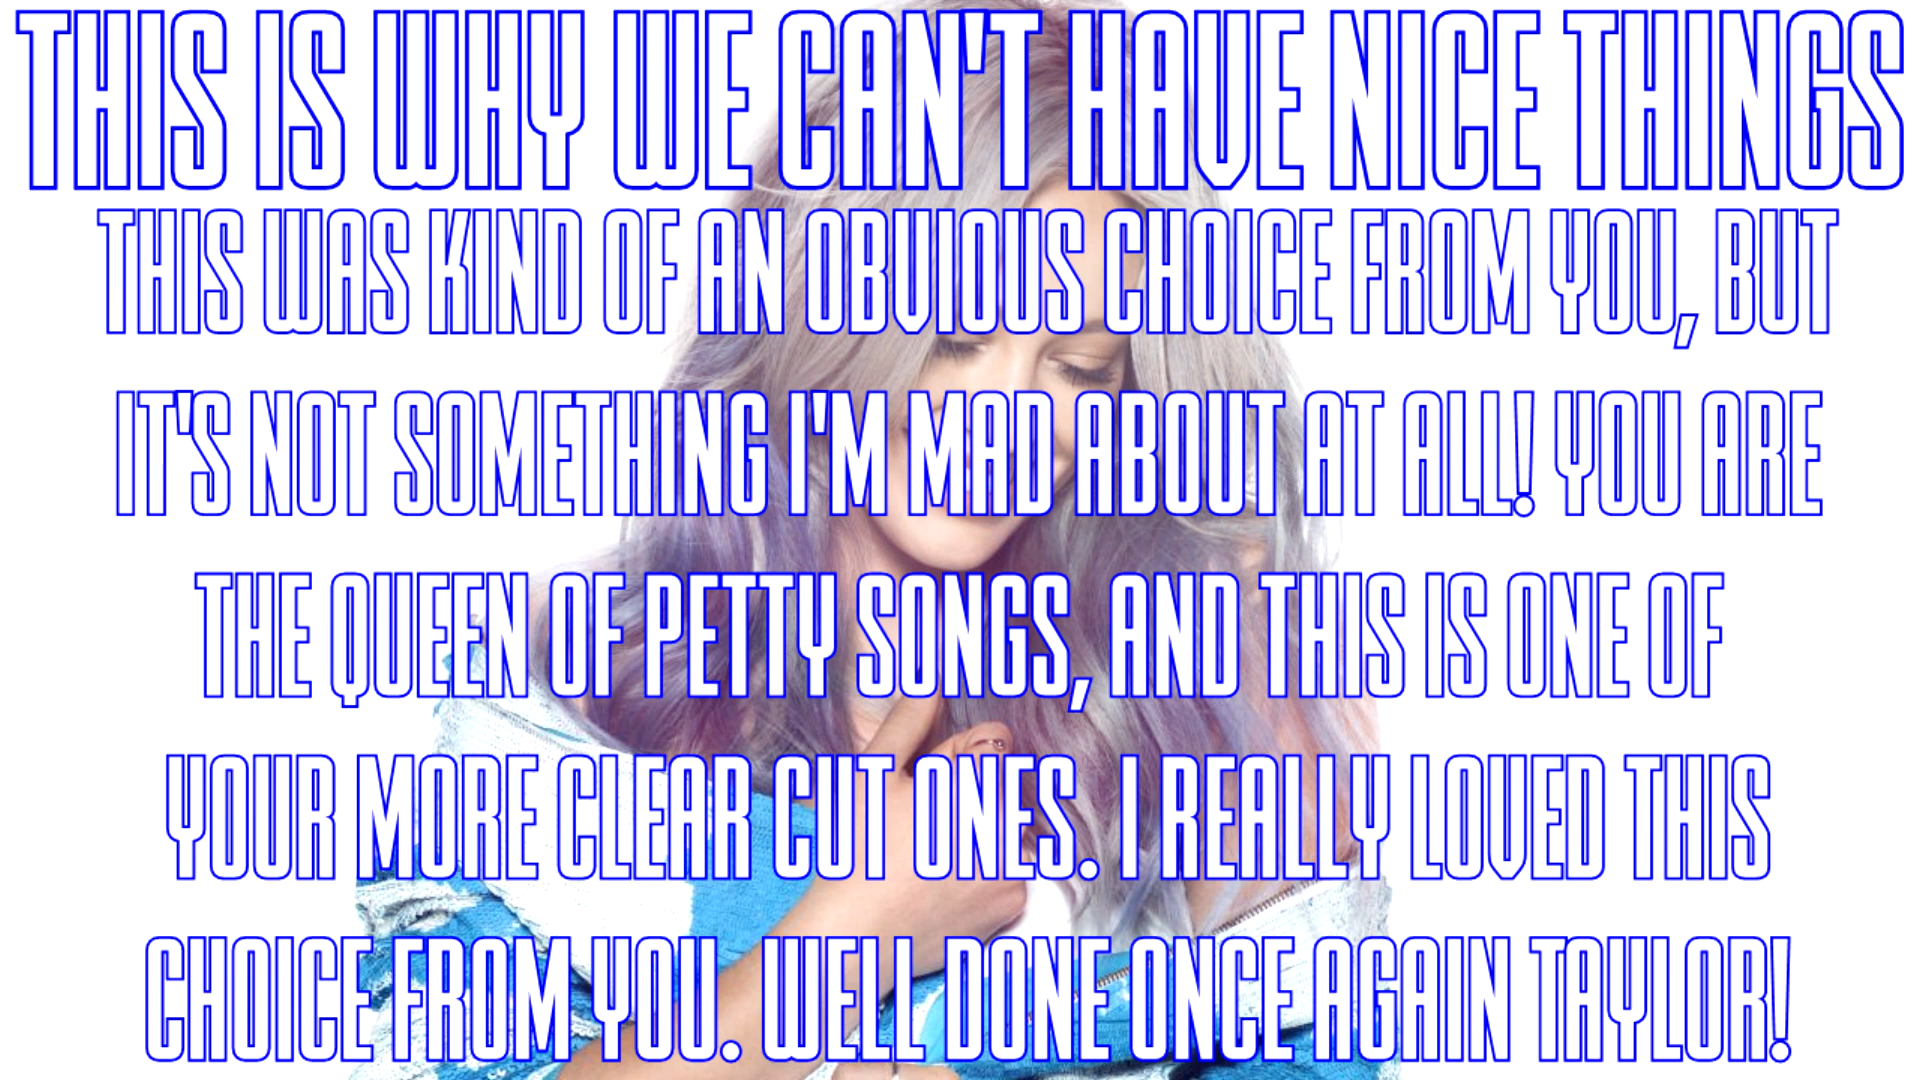 THIS IS WHY WE CAN'T HAVE NICE THINGS
THIS WAS KIND OF AN OBVIOUS CHOICE FROM YOU, BUT
IT'S NOT SOMETHING I'M MAD ABOUT AT ALL! YOU ARE
THE QUEEN OF PETTY SONGS, AND THIS IS ONE OF
YOUR MORE CLEAR CUT ONES. I REALLY LOVED THIS
CHOICE FROM YOU. WELL DONE ONCE AGAIN TAYLOR!